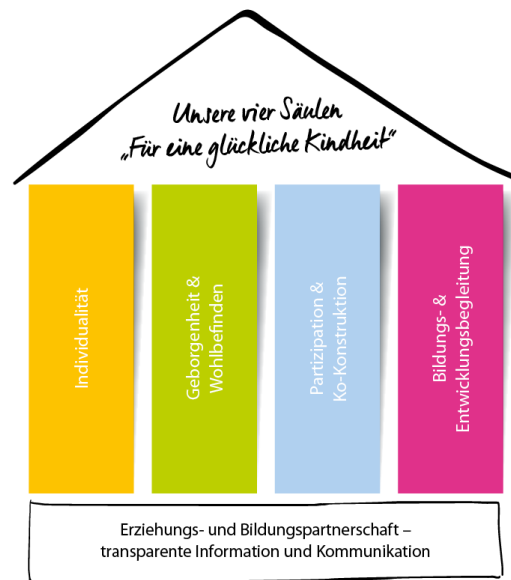 Unsere vier Säulen
„Für eine glückliche Kindheit“
Individualität
Geborgenheit &
Wohlbefinden
Partizipation &
Ko-Konstruktion
Bildungs- &
Entwicklungsbegleitung
Erziehungs- und Bildungspartnerschaft –
transparente Information und Kommunikation